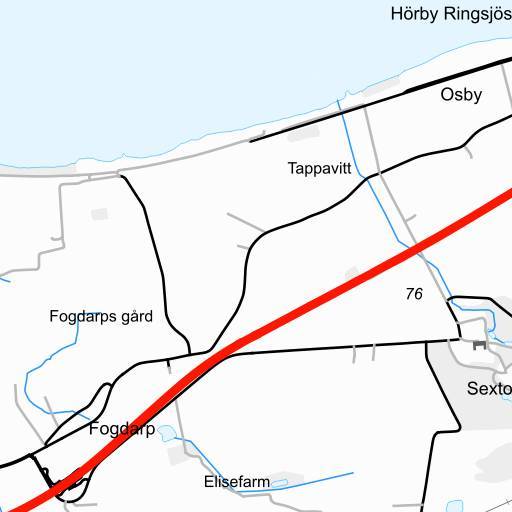 Hörby Ringsjös
Osby
Tappavitt
76
Fogdarps gård
Sexto
Fogdarp
Elisefarm